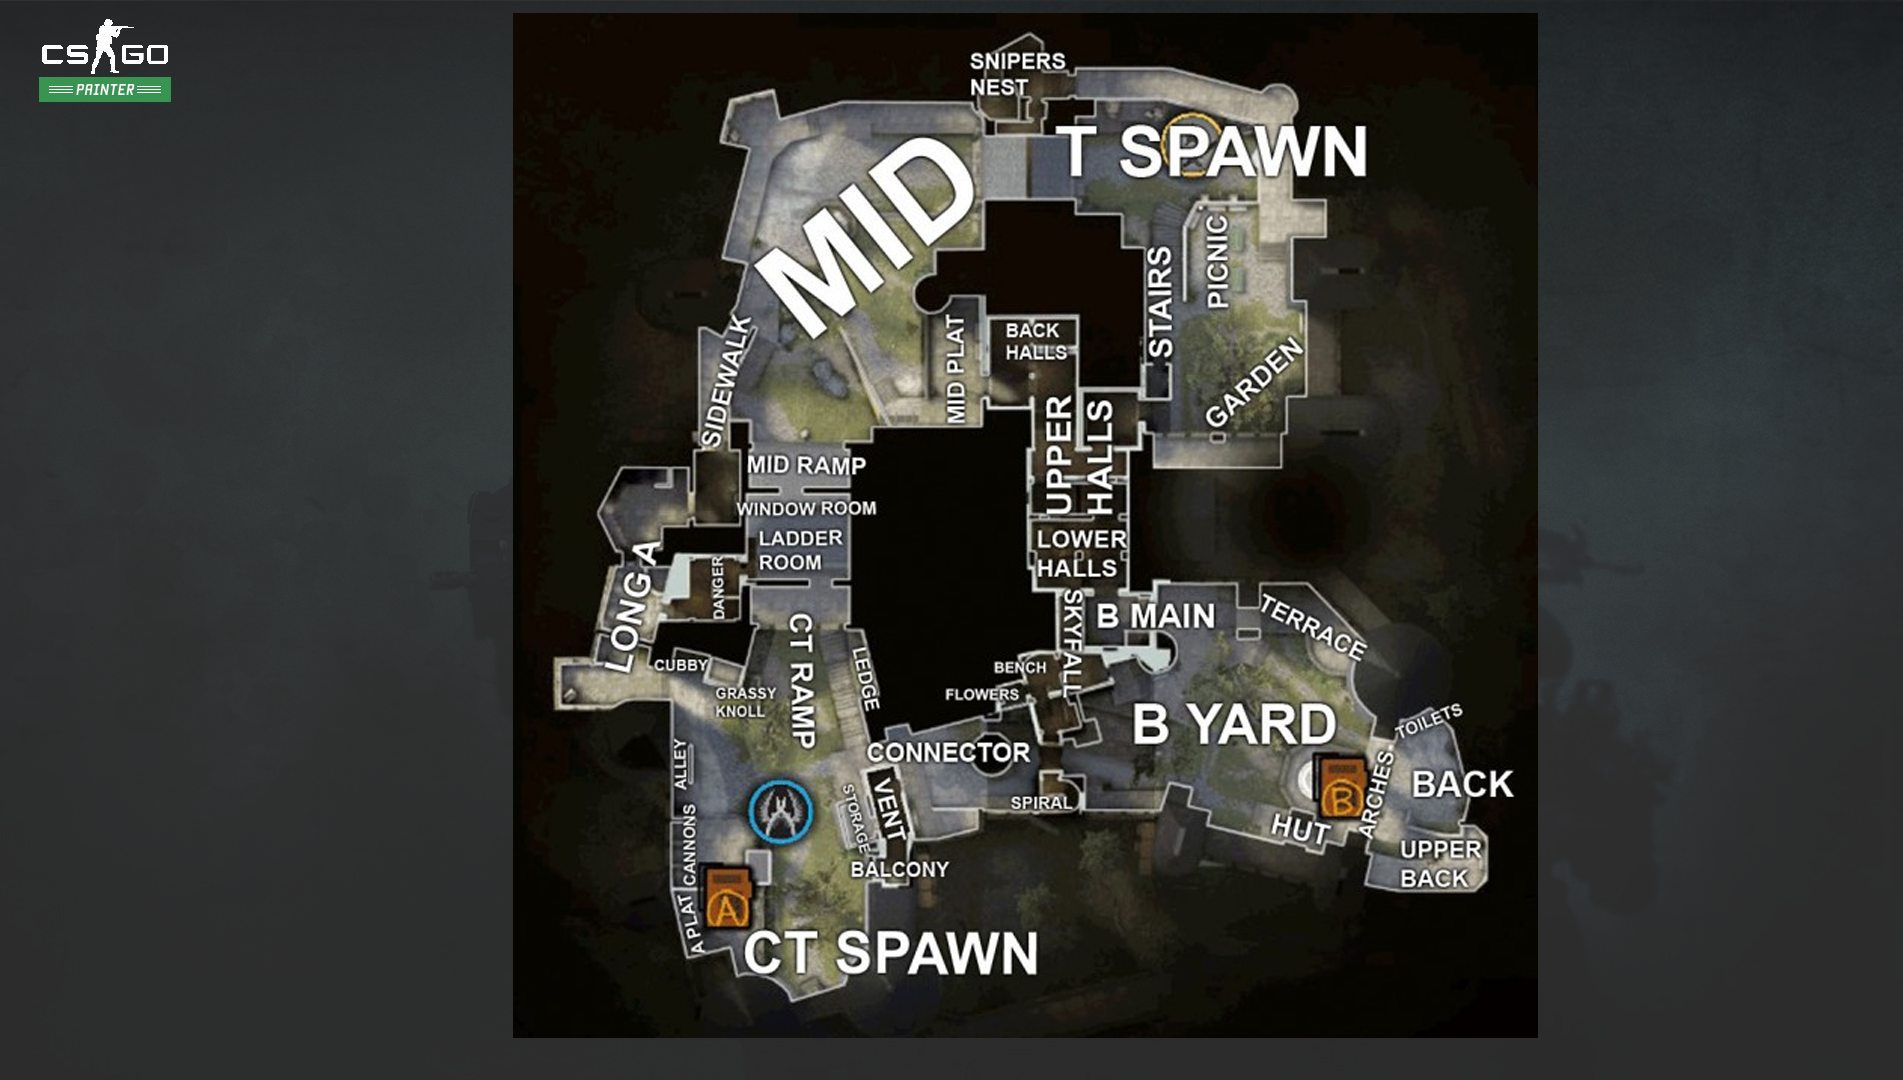 CS GO
PRINTER
SNIPERS
NEST
T SPAWN
MID
PICNIC
STAIRS
SIDEWALK
MID PLAT
BACK
HALLS
GARDEN
UPPER
HALLS
MID RAMP
WINDOW ROOM
LADDER
ROOM
LOWER
HALLS
LONG A
DANGER
SKYFALL
B MAIN
TERRACE
CUBBY
CT RAMP
LEDGE
BENCH
GRASSY
KNOLL
FLOWERS
B YARD
TOILETS
ALLEY
CONNECTOR
ARCHES
BACK
STORAGE
VENT
SPIRAL
B
HUT
CANNONS
UPPER
BACK
BALCONY
A PLAT
A
CT SPAWN